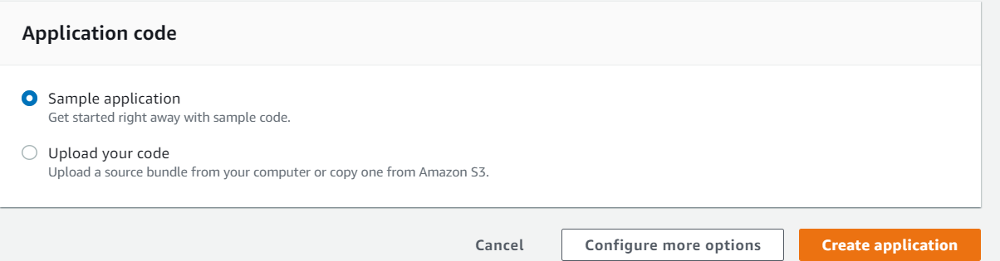 Application code
Sample application
Get started right away with sample code.
Upload your code
Upload a source bundle from your computer or copy one from Amazon S3.
Cancel
Configure more options
Create application